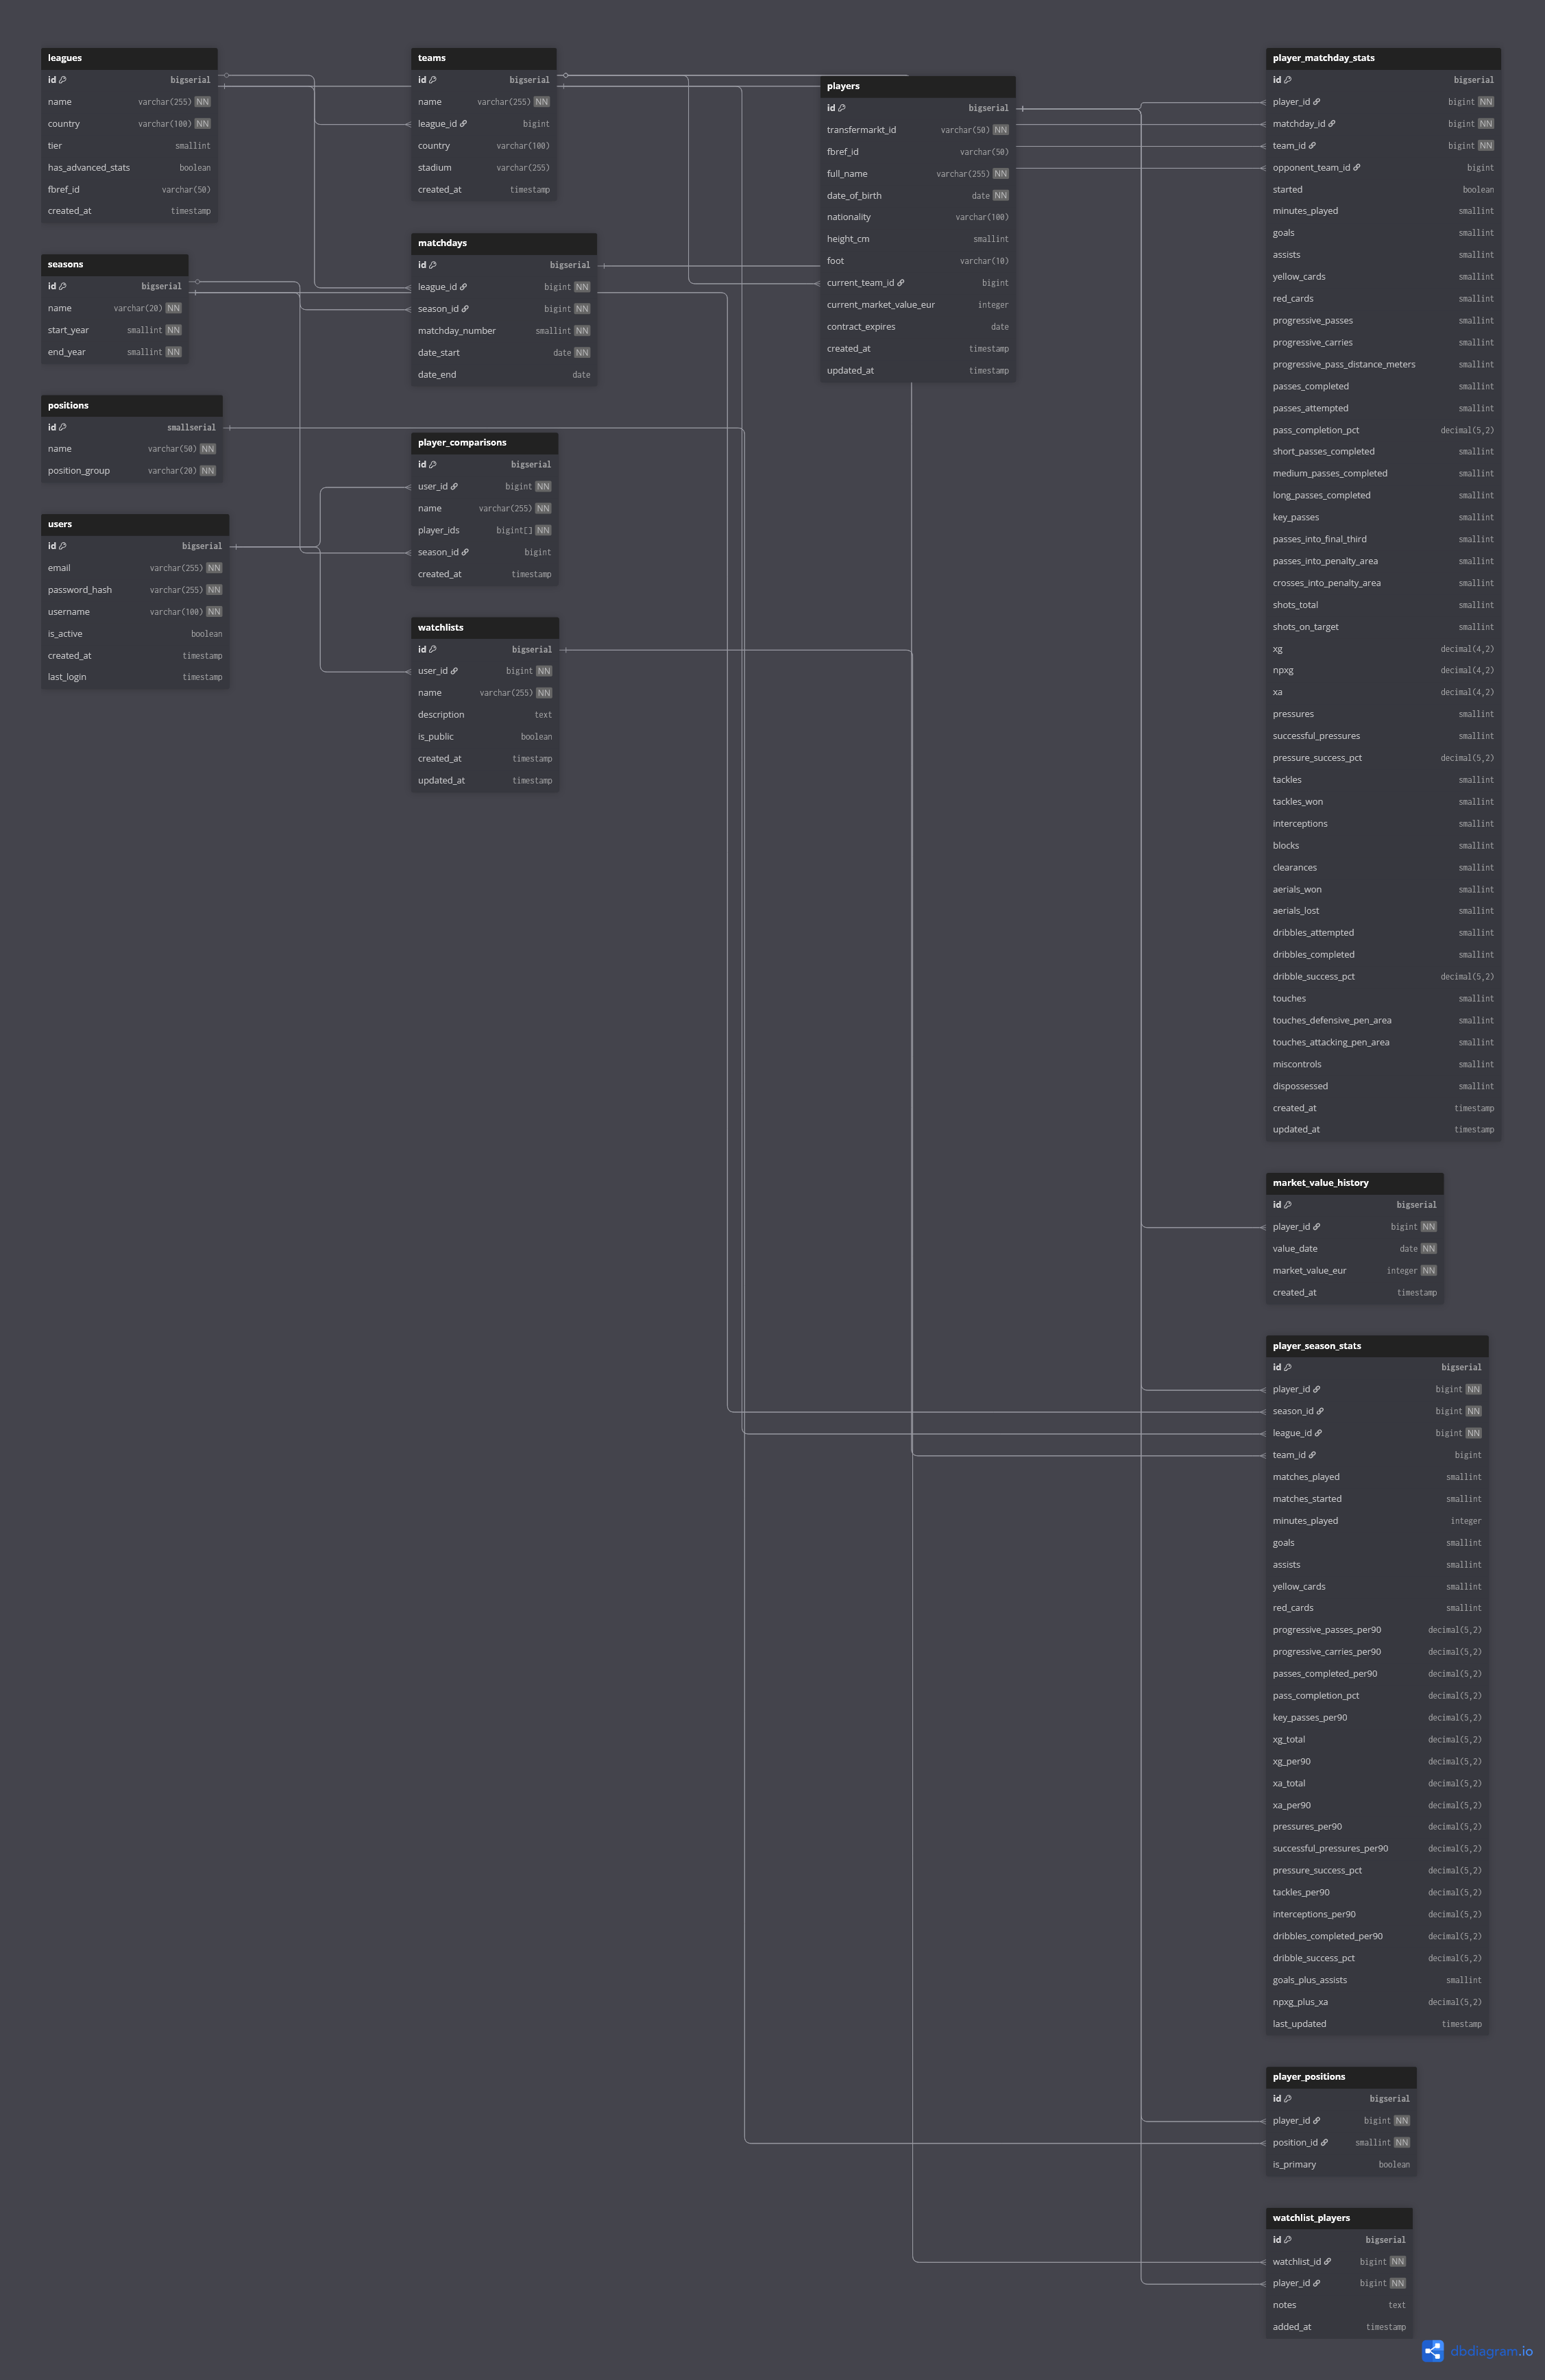 leagues
id bigserial
name varchar(255) NN
country varchar(100) NN
tier smallint
has_advanced_stats boolean
fbref_id varchar(50)
created_at timestamp
seasons
id bigserial
name varchar(20) NN
start_year smallint NN
end_year smallint NN
positions
id smallserial
name varchar(50) NN
position_group varchar(20) NN
users
id bigserial
email varchar(255) NN
password_hash varchar(255) NN
username varchar(100) NN
is_active boolean
created_at timestamp
last_login timestamp
teams
id bigserial
name varchar(255) NN
league_id bigint
country varchar(100)
stadium varchar(255)
created_at timestamp
matchdays
id bigserial
league_id bigint NN
season_id bigint NN
matchday_number smallint NN
date_start date NN
date_end date
player_comparisons
id bigserial
user_id bigint NN
name varchar(255) NN
player_ids bigint[] NN
season_id bigint
created_at timestamp
watchlists
id bigserial
user_id bigint NN
name varchar(255) NN
description text
is_public boolean
created_at timestamp
updated_at timestamp
players
id bigserial
transfermarkt_id varchar(50) NN
fbref_id varchar(50)
full_name varchar(255) NN
date_of_birth date NN
nationality varchar(100)
height_cm smallint
foot varchar(10)
current_team_id bigint
current_market_value_eur integer
contract_expires date
created_at timestamp
updated_at timestamp
player_matchday_stats
id bigserial
player_id bigint NN
matchday_id bigint NN
team_id bigint NN
opponent_team_id bigint
started boolean
minutes_played smallint
goals smallint
assists smallint
yellow_cards smallint
red_cards smallint
progressive_passes smallint
progressive_carries smallint
progressive_pass_distance_meters smallint
passes_completed smallint
passes_attempted smallint
pass_completion_pct decimal(5,2)
short_passes_completed smallint
medium_passes_completed smallint
long_passes_completed smallint
key_passes smallint
passes_into_final_third smallint
passes_into_penalty_area smallint
crosses_into_penalty_area smallint
shots_total smallint
shots_on_target smallint
xg decimal(4,2)
npxg decimal(4,2)
xa decimal(4,2)
pressures smallint
successful_pressures smallint
pressure_success_pct decimal(5,2)
tackles smallint
tackles_won smallint
interceptions smallint
blocks smallint
clearances smallint
aerials_won smallint
aerials_lost smallint
dribbles_attempted smallint
dribbles_completed smallint
dribble_success_pct decimal(5,2)
touches smallint
touches_defensive_pen_area smallint
touches_attacking_pen_area smallint
miscontrols smallint
dispossessed smallint
created_at timestamp
updated_at timestamp
market_value_history
id bigserial
player_id bigint NN
value_date date NN
market_value_eur integer NN
created_at timestamp
player_season_stats
id bigserial
player_id bigint NN
season_id bigint NN
league_id bigint NN
team_id bigint
matches_played smallint
matches_started smallint
minutes_played integer
goals smallint
assists smallint
yellow_cards smallint
red_cards smallint
progressive_passes_per90 decimal(5,2)
progressive_carries_per90 decimal(5,2)
passes_completed_per90 decimal(5,2)
pass_completion_pct decimal(5,2)
key_passes_per90 decimal(5,2)
xg_total decimal(5,2)
xg_per90 decimal(5,2)
xa_total decimal(5,2)
xa_per90 decimal(5,2)
pressures_per90 decimal(5,2)
successful_pressures_per90 decimal(5,2)
pressure_success_pct decimal(5,2)
tackles_per90 decimal(5,2)
interceptions_per90 decimal(5,2)
dribbles_completed_per90 decimal(5,2)
dribble_success_pct decimal(5,2)
goals_plus_assists smallint
npxg_plus_xa decimal(5,2)
last_updated timestamp
player_positions
id bigserial
player_id bigint NN
position_id smallint NN
is_primary boolean
watchlist_players
id bigserial
watchlist_id bigint NN
player_id bigint NN
notes text
added_at timestamp
dbdiagram.io